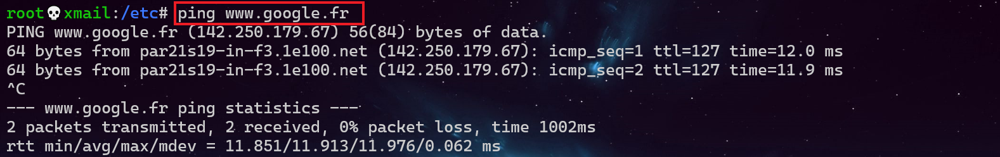 root💀xmail:/etc# ping www.google.fr
PING www.google.fr (142.250.179.67) 56(84) bytes of data.
64 bytes from par21s19-in-f3.1e100.net (142.250.179.67): icmp_seq=1 ttl=127 time=12.0 ms
64 bytes from par21s19-in-f3.1e100.net (142.250.179.67): icmp_seq=2 ttl=127 time=11.9 ms
^C
--- www.google.fr ping statistics ---
2 packets transmitted, 2 received, 0% packet loss, time 1002ms
rtt min/avg/max/mdev = 11.851/11.913/11.976/0.062 ms